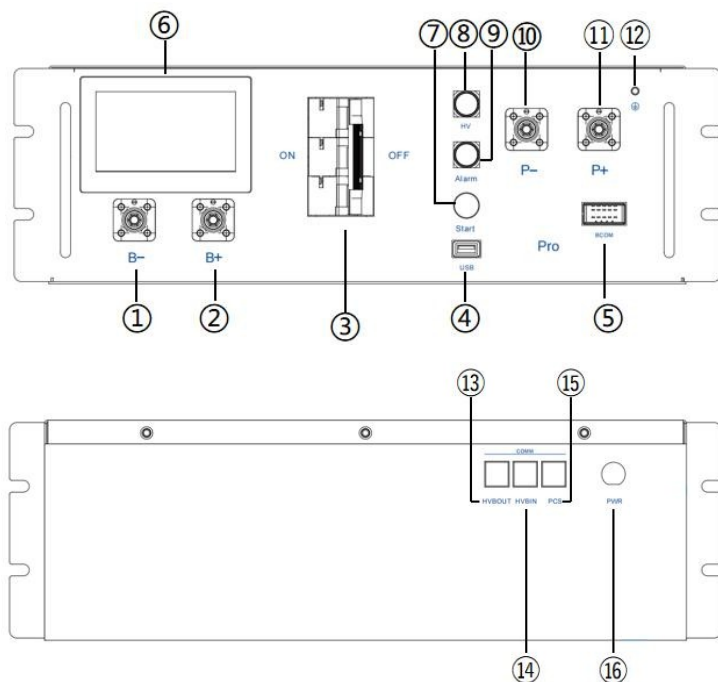 ⑥ ⑦ ⑧ ⑨ ⑩ ⑪ ⑫
HV
ON OFF
Alarm
P− P+
Start
BCOM
B− B+
Pro
USB
① ② ③ ④ ⑤
⑬ ⑮
COMM
HVBOUT HVBIN PCS PWR
⑭ ⑯